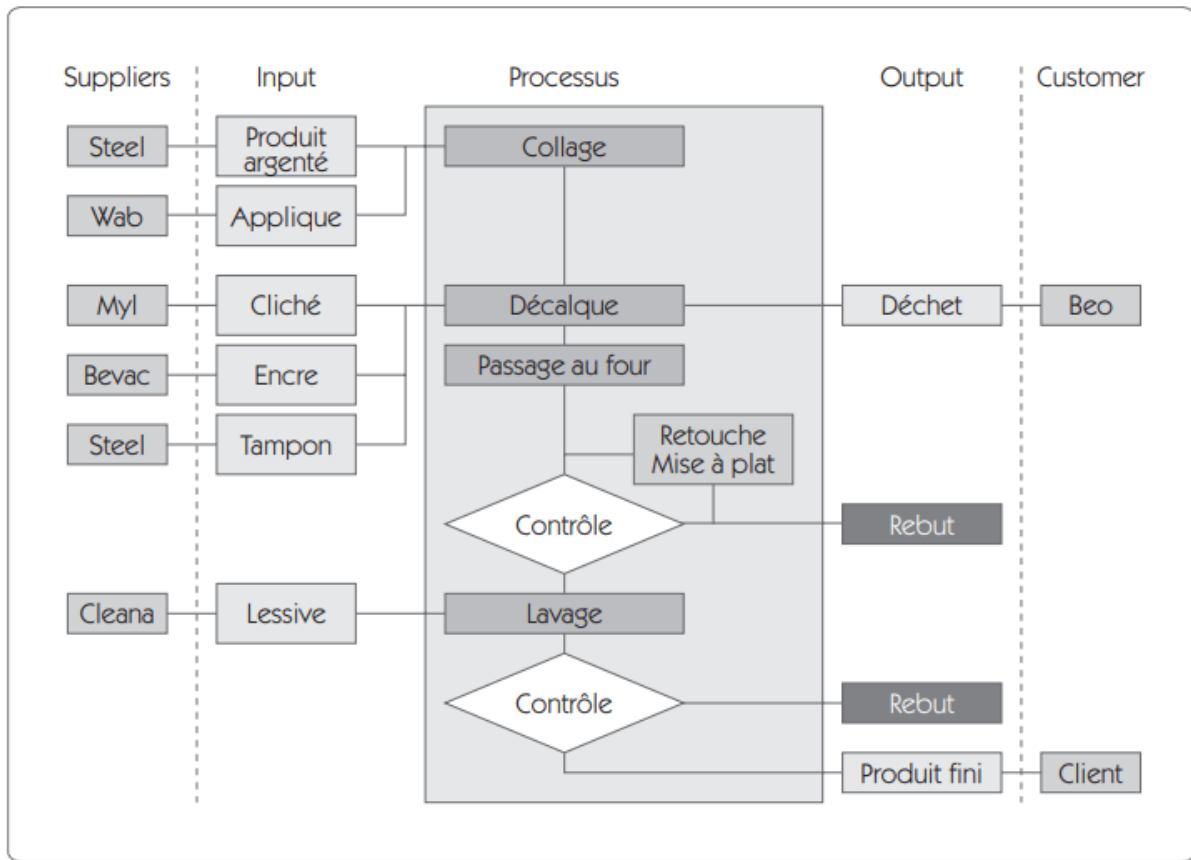 Suppliers Input Processus Output Customer
Steel Produit argenté Collage
Wab Applique
Myl Cliché Décalque Déchet Beo
Bevac Encre Passage au four
Steel Tampon Retouche
Mise à plat
Contrôle Rebut
Cleana Lessive Lavage
Contrôle Rebut
Produit fini Client